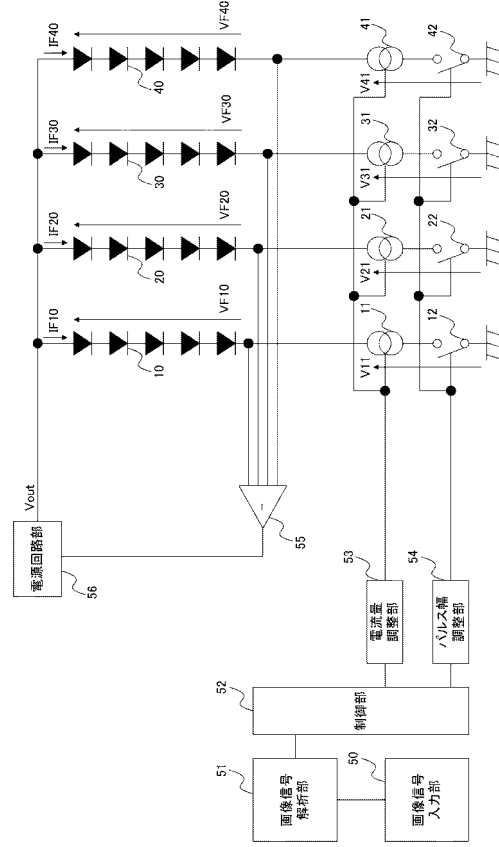 Vout
電源回路部
56
IF10
IF20
IF30
IF40
VF10
VF20
VF30
VF40
10
20
30
40
55
V11
V21
V31
V41
11
21
31
41
12
22
32
42
電流量
調整部
53
パルス幅
調整部
54
制御部
52
画像信号
解析部
51
画像信号
入力部
50